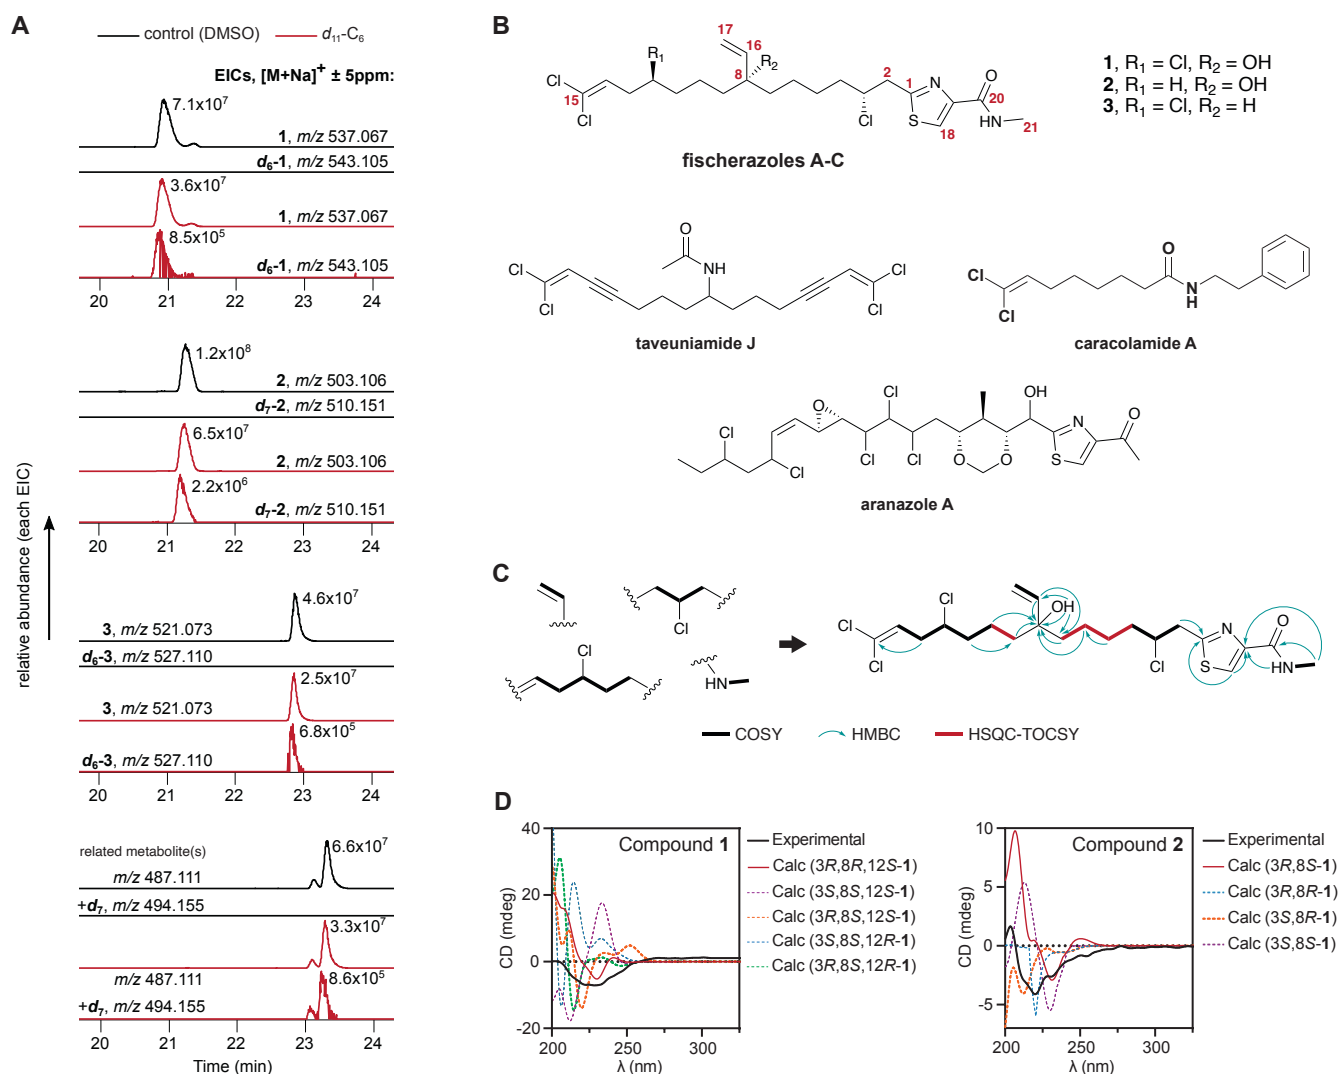 A
control (DMSO)
d11-C6
EICs, [M+Na]+ ± 5ppm:
7.1x10^7
1, m/z 537.067
d6-1, m/z 543.105
3.6x10^7
1, m/z 537.067
8.5x10^5
d6-1, m/z 543.105
20 21 22 23 24
1.2x10^8
2, m/z 503.106
d7-2, m/z 510.151
6.5x10^7
2, m/z 503.106
2.2x10^6
d7-2, m/z 510.151
20 21 22 23 24
4.6x10^7
3, m/z 521.073
d6-3, m/z 527.110
2.5x10^7
3, m/z 521.073
6.8x10^5
d6-3, m/z 527.110
20 21 22 23 24
related metabolite(s)
6.6x10^7
m/z 487.111
+d7, m/z 494.155
3.3x10^7
m/z 487.111
8.6x10^5
+d7, m/z 494.155
20 21 22 23 24
Time (min)
relative abundance (each EIC)
B
17
16
R1
R2
8
2
1
N
O
20
Cl
15
Cl
Cl
S
18
HN
21
1, R1 = Cl, R2 = OH
2, R1 = H, R2 = OH
3, R1 = Cl, R2 = H
fischerazoles A-C
O
NH
Cl
Cl
Cl
Cl
taveuniamide J
O
Cl
N
H
Cl
caracolamide A
Cl
O
Cl
OH
N
O
Cl
Cl
Cl
Cl
O
O
S
aranazole A
C
Cl
Cl
HN
Cl
OH
Cl
Cl
Cl
N
S
O
HN
COSY
HMBC
HSQC-TOCSY
D
Compound 1
40
20
0
-20
CD (mdeg)
200 250 300
λ (nm)
Experimental
Calc (3R,8R,12S-1)
Calc (3S,8S,12S-1)
Calc (3R,8S,12S-1)
Calc (3S,8S,12R-1)
Calc (3R,8S,12R-1)
Compound 2
10
5
0
-5
CD (mdeg)
200 250 300
λ (nm)
Experimental
Calc (3R,8S-1)
Calc (3R,8R-1)
Calc (3S,8R-1)
Calc (3S,8S-1)